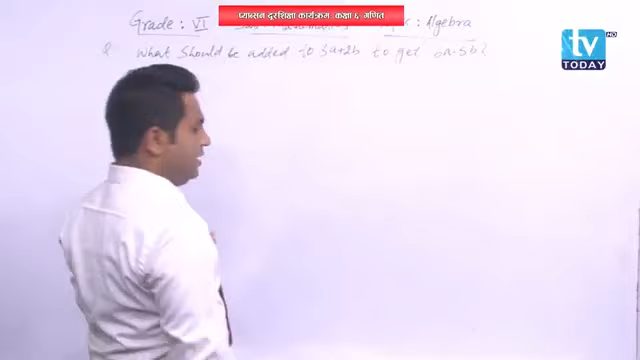 प्याब्सन दुरशिक्षा कार्यक्रम कक्षा ६ गणित
tv HD
TODAY
Grade: VI : Algebra
Q. What should be added to 3a+2b to get a-5b?